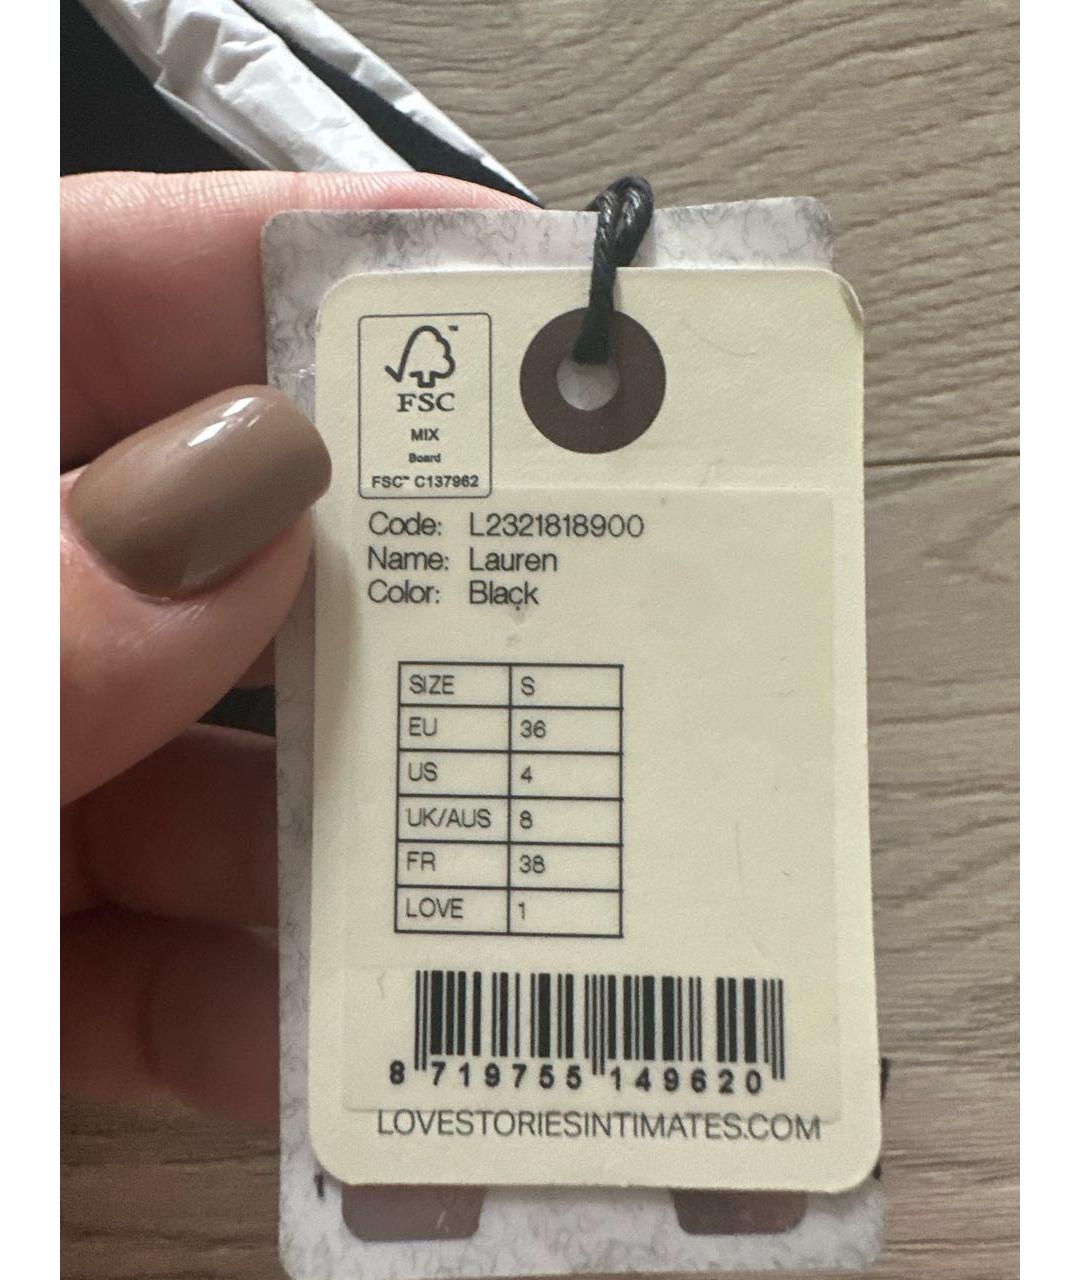 FSC™
MIX
Board
FSC™ C137962
Code: L2321818900
Name: Lauren
Color: Black
SIZE S
EU 36
US 4
UK/AUS 8
FR 38
LOVE 1
8 719755 149620
LOVESTORIESINTIMATES.COM